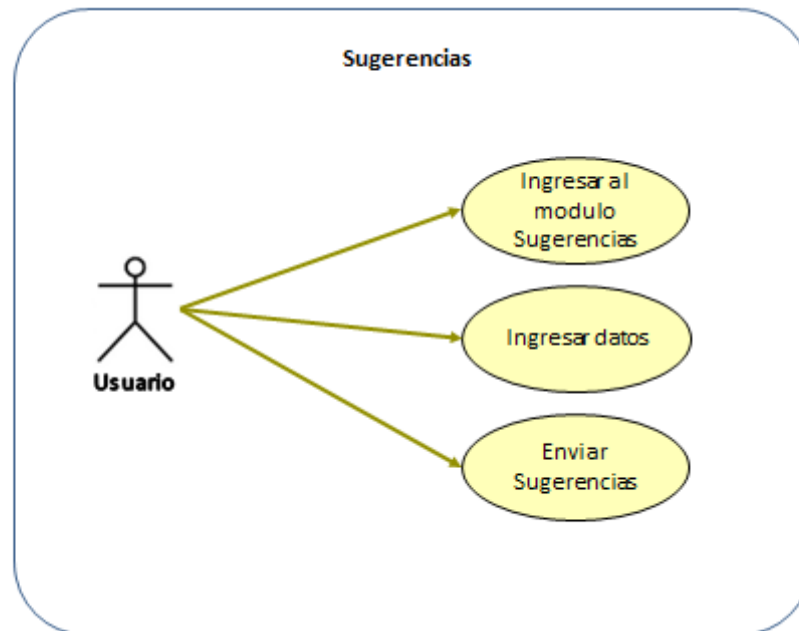 Sugerencias
Ingresar al
modulo
Sugerencias
Ingresar datos
Usuario
Enviar
Sugerencias